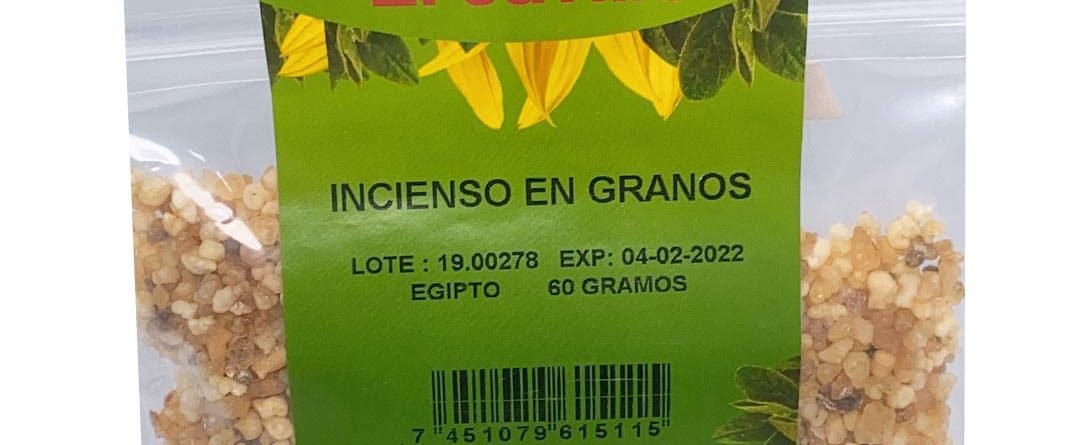 INCIENSO EN GRANOS
LOTE : 19.00278 EXP: 04-02-2022
EGIPTO 60 GRAMOS
7 451079 615115